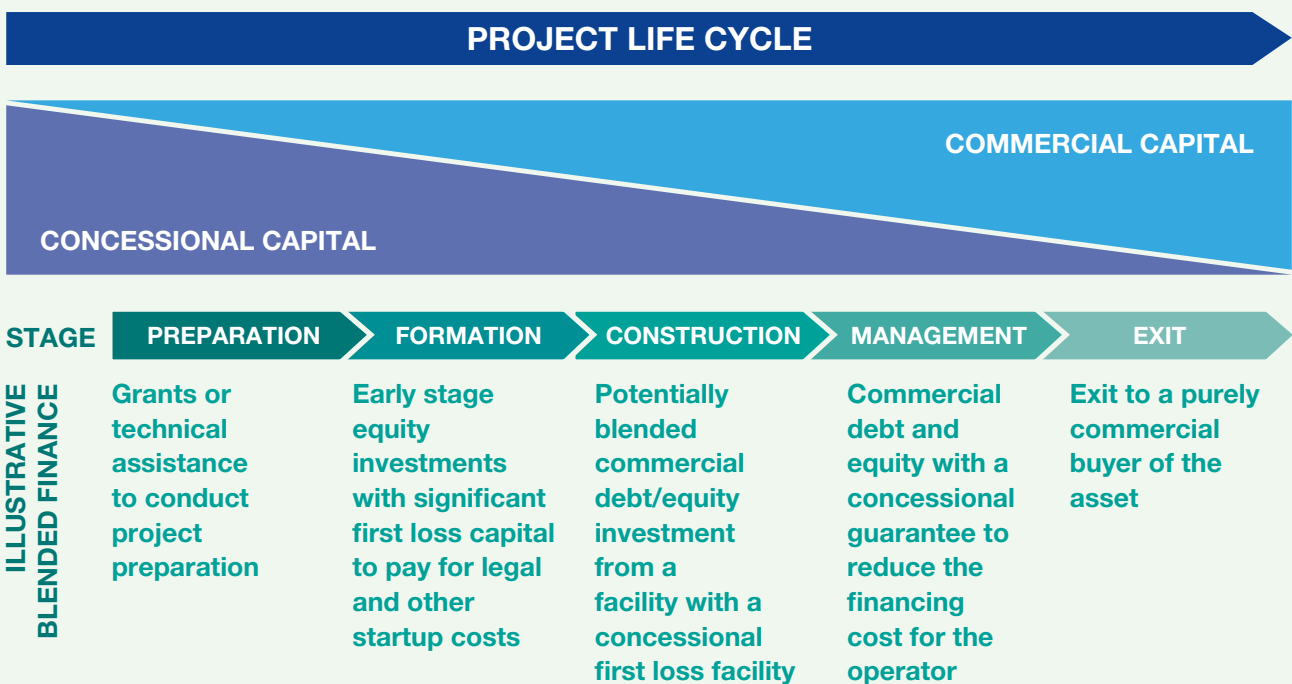 PROJECT LIFE CYCLE
COMMERCIAL CAPITAL
CONCESSIONAL CAPITAL
STAGE
PREPARATION
FORMATION
CONSTRUCTION
MANAGEMENT
EXIT
ILLUSTRATIVE
BLENDED FINANCE
Grants or
technical
assistance
to conduct
project
preparation
Early stage
equity
investments
with significant
first loss capital
to pay for legal
and other
startup costs
Potentially
blended
commercial
debt/equity
investment
from a
facility with a
concessional
first loss facility
Commercial
debt and
equity with a
concessional
guarantee to
reduce the
financing
cost for the
operator
Exit to a purely
commercial
buyer of the
asset